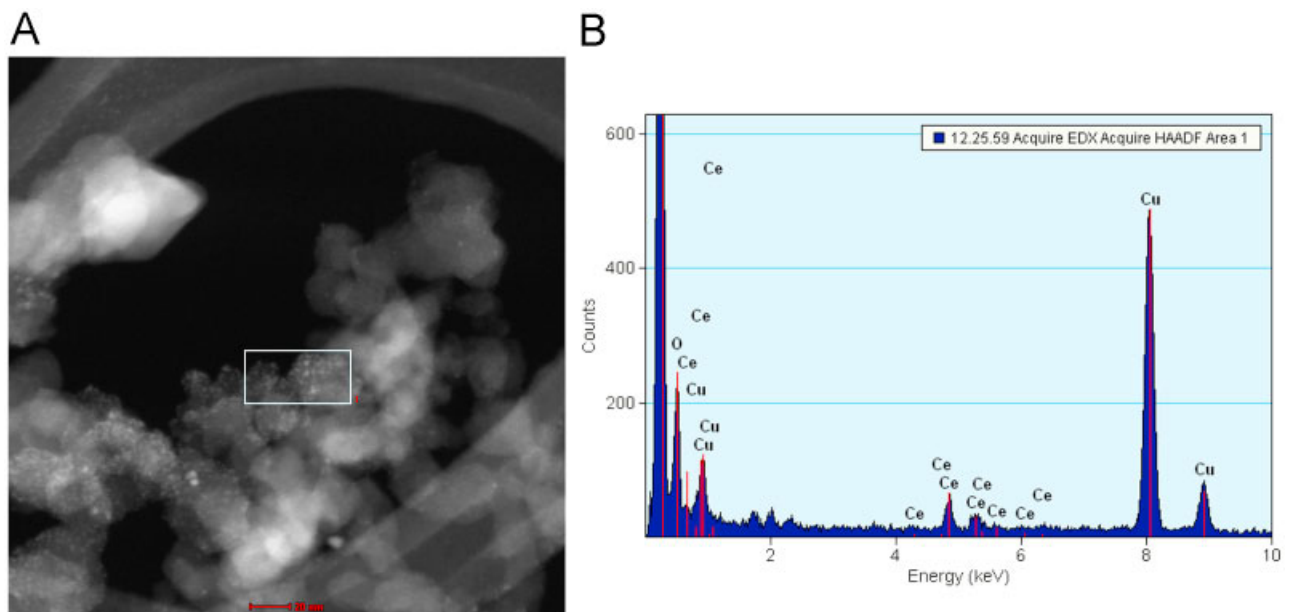 A
B
600
400
200
Counts
12.25.59 Acquire EDX Acquire HAADF Area 1
Ce
Ce
O
Ce
Cu
Cu
Cu
Ce
Ce
Ce
Ce
Ce
Ce
Ce
Ce
Cu
Cu
2
4
6
8
10
Energy (keV)
1